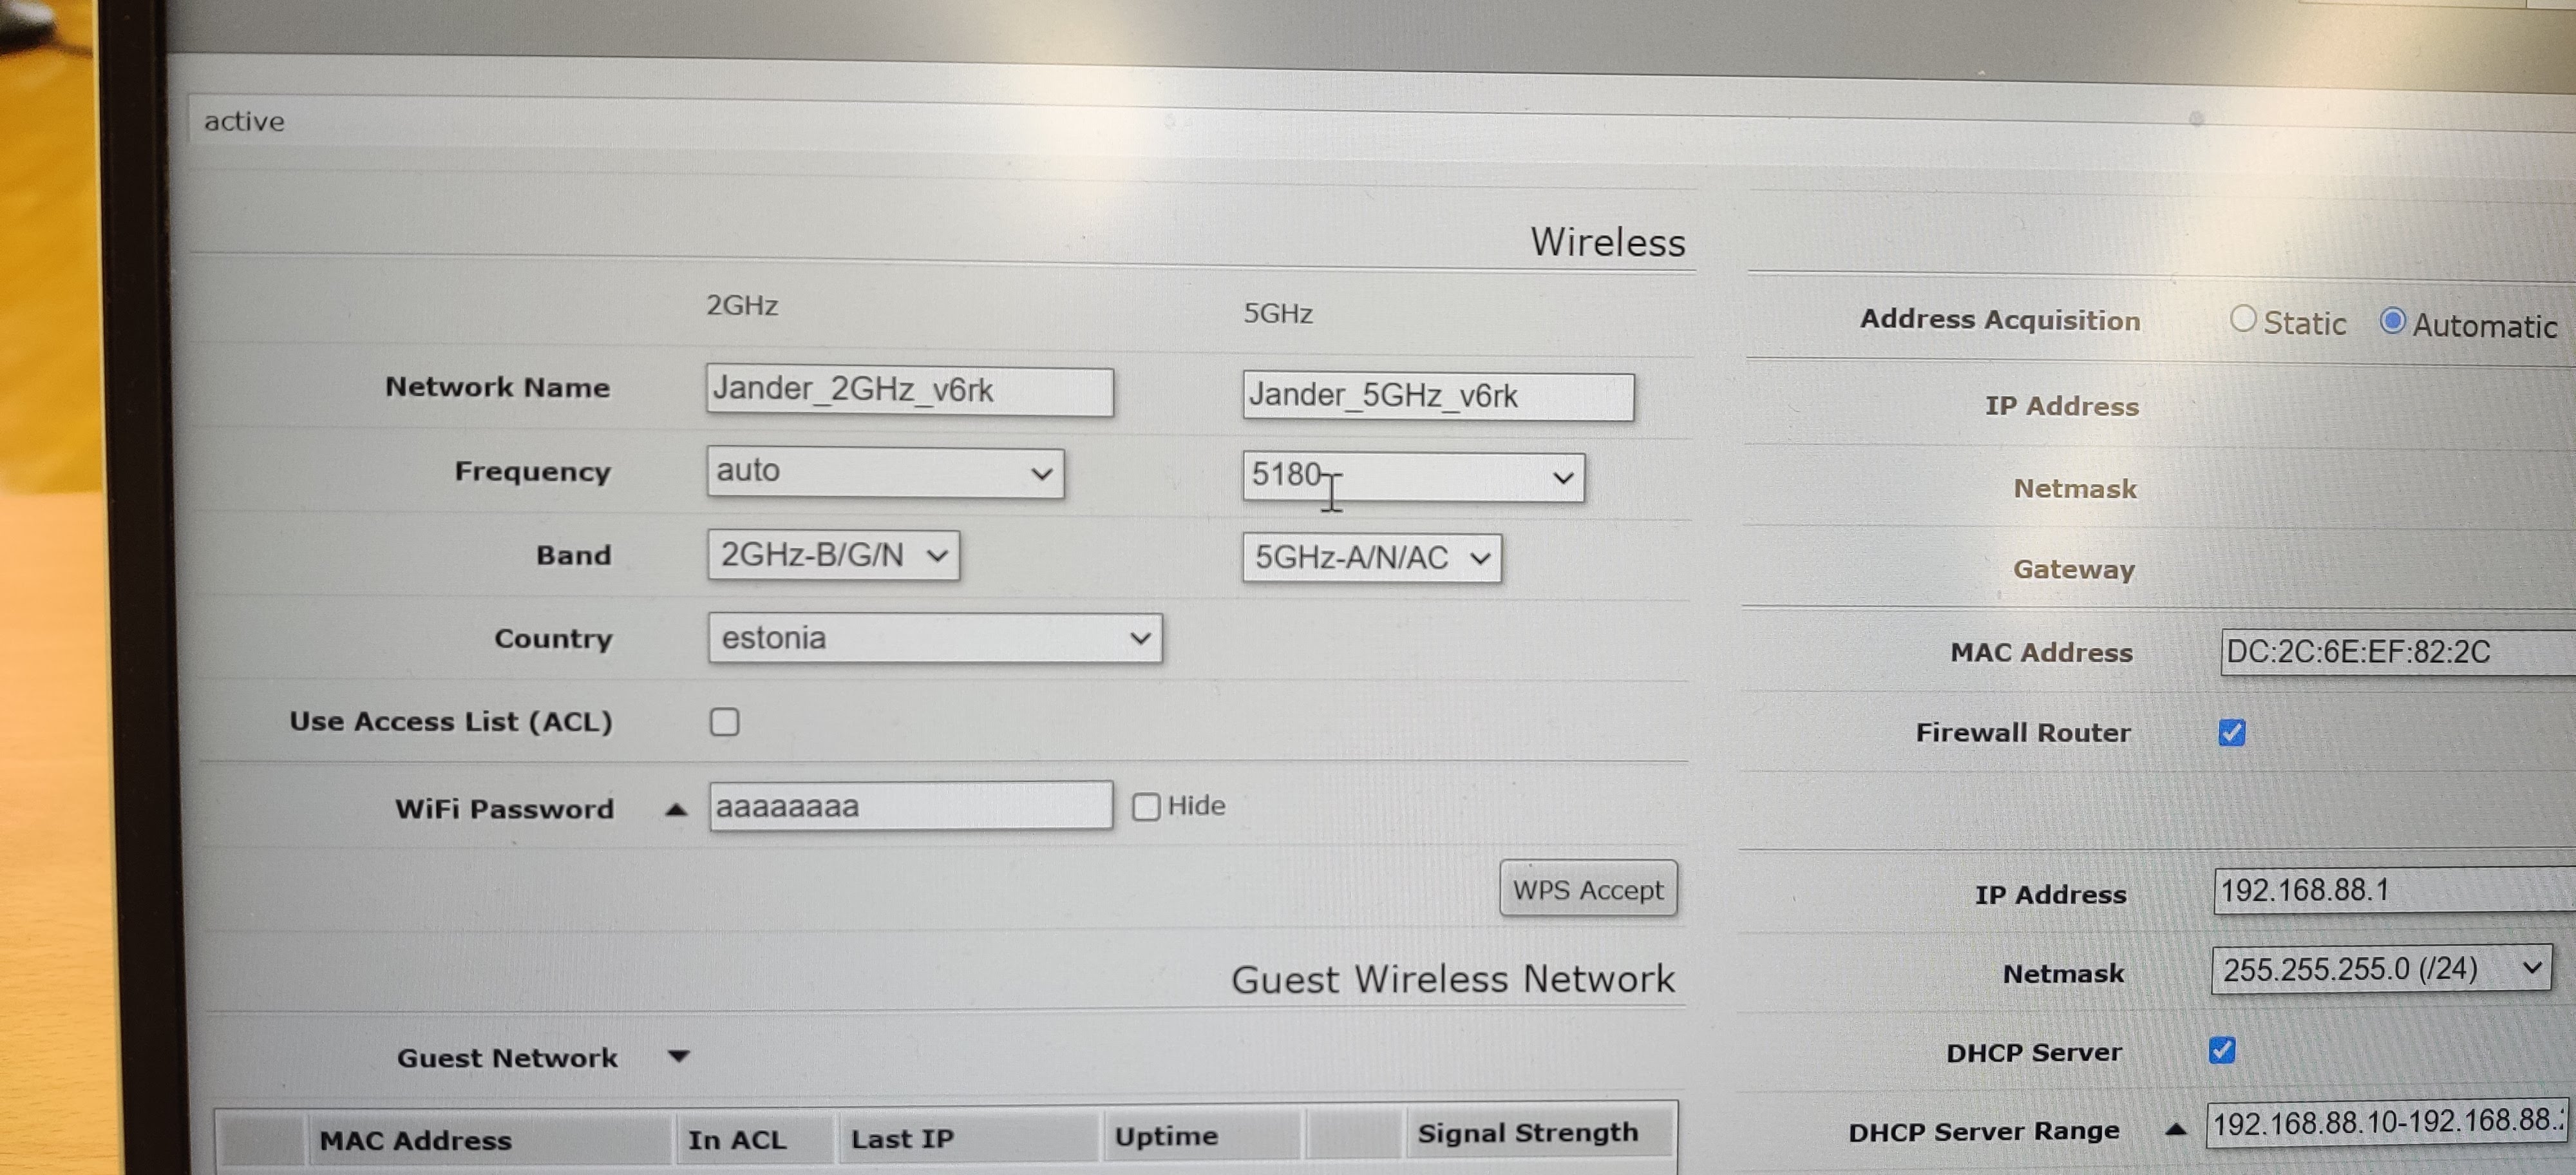 active
Wireless
2GHz 5GHz
Network Name Jander_2GHz_v6rk Jander_5GHz_v6rk
Frequency auto 5180
Band 2GHz-B/G/N 5GHz-A/N/AC
Country estonia
Use Access List (ACL)
WiFi Password aaaaaaaa Hide
WPS Accept
Guest Wireless Network
Guest Network
MAC Address In ACL Last IP Uptime Signal Strength
Address Acquisition Static Automatic
IP Address
Netmask
Gateway
MAC Address DC:2C:6E:EF:82:2C
Firewall Router
IP Address 192.168.88.1
Netmask 255.255.255.0 (/24)
DHCP Server
DHCP Server Range 192.168.88.10-192.168.88.